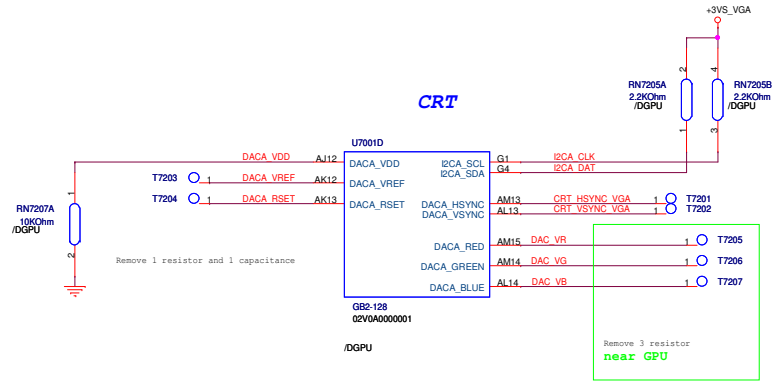 +3VS_VGA
2
4
RN7205A
2.2KOhm
/DGPU
RN7205B
2.2KOhm
/DGPU
1
3
CRT
U7001D
DACA_VDD
AJ12
DACA_VDD
I2CA_SCL
G1
I2CA_CLK
I2CA_SDA
G4
I2CA_DAT
T7203
1
DACA_VREF
AK12
DACA_VREF
T7204
1
DACA_RSET
AK13
DACA_RSET
DACA_HSYNC
AM13
CRT_HSYNC_VGA
1
T7201
DACA_VSYNC
AL13
CRT_VSYNC_VGA
1
T7202
1
RN7207A
10KOhm
/DGPU
2
DACA_RED
AM15
DAC_VR
1
T7205
Remove 1 resistor and 1 capacitance
DACA_GREEN
AM14
DAC_VG
1
T7206
DACA_BLUE
AL14
DAC_VB
1
T7207
GB2-128
02V0A0000001
/DGPU
Remove 3 resistor
near GPU